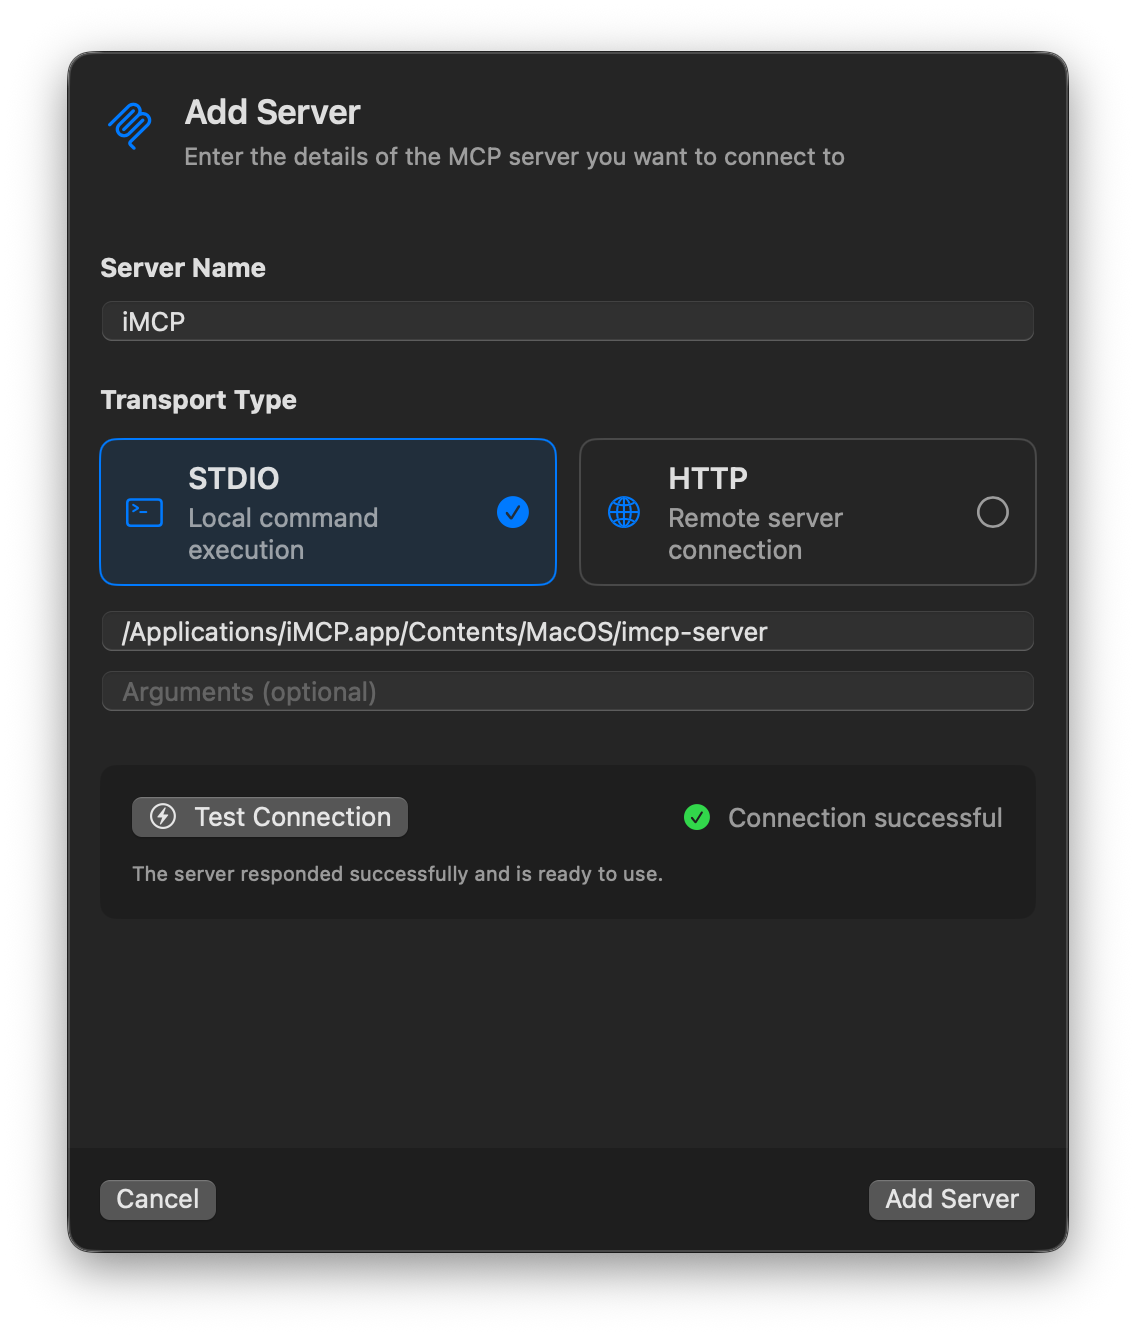 Add Server
Enter the details of the MCP server you want to connect to
Server Name
iMCP
Transport Type
STDIO
Local command
execution
HTTP
Remote server
connection
/Applications/iMCP.app/Contents/MacOS/imcp-server
Arguments (optional)
Test Connection
Connection successful
The server responded successfully and is ready to use.
Cancel
Add Server